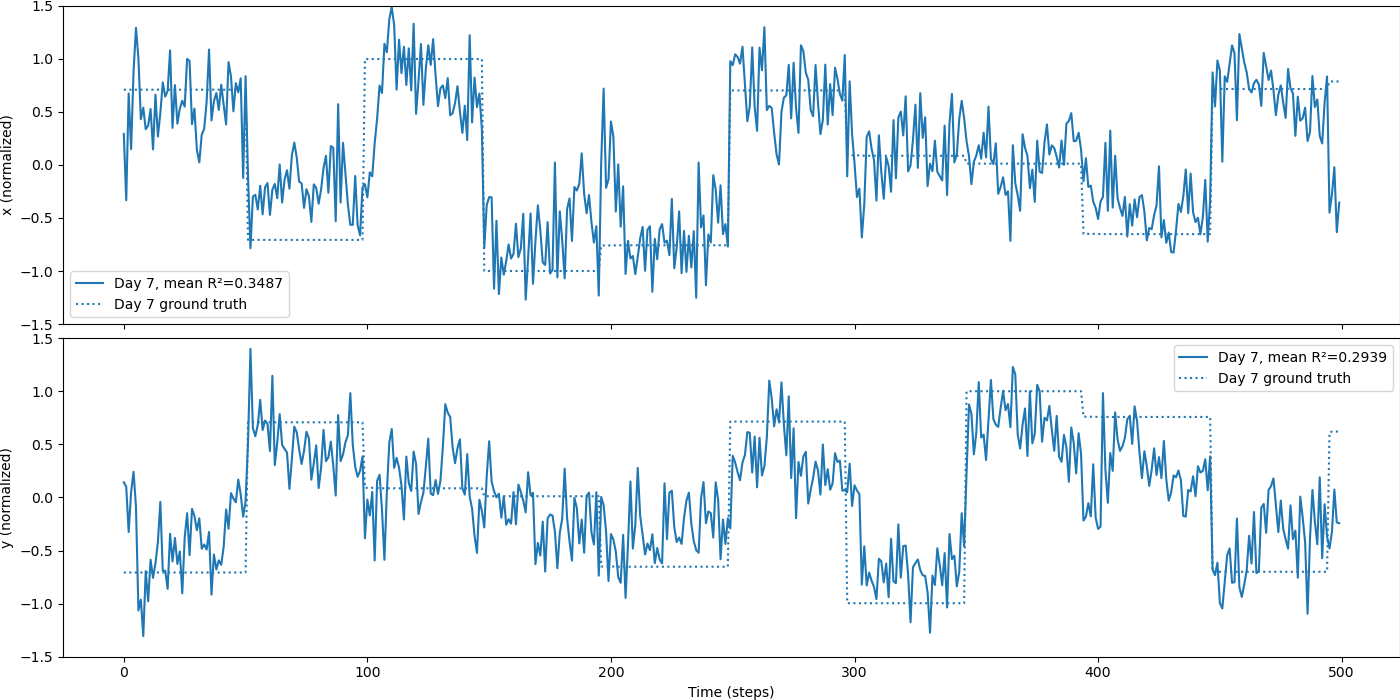 x (normalized)
1.5
1.0
0.5
0.0
−0.5
−1.0
−1.5
Day 7, mean R²=0.3487
Day 7 ground truth
y (normalized)
1.5
1.0
0.5
0.0
−0.5
−1.0
−1.5
Day 7, mean R²=0.2939
Day 7 ground truth
0 100 200 300 400 500
Time (steps)